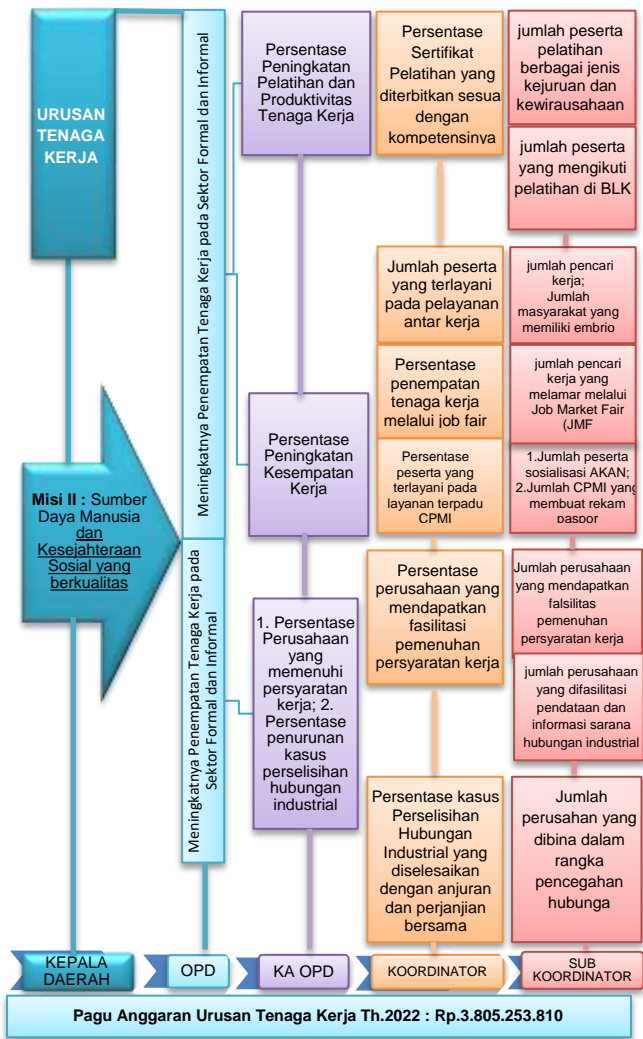 URUSAN
TENAGA
KERJA
Misi II : Sumber
Daya Manusia
dan
Kesejahteraan
Sosial yang
berkualitas
Meningkatnya Penempatan Tenaga Kerja pada Sektor Formal dan Informal
Meningkatnya Penempatan Tenaga Kerja pada
Sektor Formal dan Informal
Persentase
Peningkatan
Pelatihan dan
Produktivitas
Tenaga Kerja
Persentase
Peningkatan
Kesempatan
Kerja
1. Persentase
Perusahaan
yang
memenuhi
persyaratan
kerja; 2.
Persentase
penurunan
kasus
perselisihan
hubungan
industrial
Persentase
Sertifikat
Pelatihan yang
diterbitkan sesua
dengan
kompetensinya
Jumlah peserta
yang terlayani
pada pelayanan
antar kerja
Persentase
penempatan
tenaga kerja
melalui job fair
Persentase
peserta yang
terlayani pada
layanan terpadu
CPMI
Persentase
perusahaan yang
mendapatkan
fasilitasi
pemenuhan
persyaratan kerja
Persentase kasus
Perselisihan
Hubungan
Industrial yang
diselesaikan
dengan anjuran
dan perjanjian
bersama
jumlah peserta
pelatihan
berbagai jenis
kejuruan dan
kewirausahaan
jumlah peserta
yang mengikuti
pelatihan di BLK
jumlah pencari
kerja;
Jumlah
masyarakat yang
memiliki embrio
jumlah pencari
kerja yang
melamar melalui
Job Market Fair
(JMF
1.Jumlah peserta
sosialisasi AKAN;
2.Jumlah CPMI yang
membuat rekam
paspor
Jumlah perusahaan
yang mendapatkan
falsilitas
pemenuhan
persyaratan kerja
jumlah perusahaan
yang difasilitasi
pendataan dan
informasi sarana
hubungan industrial
Jumlah
perusahan yang
dibina dalam
rangka
pencegahan
hubunga
KEPALA
DAERAH
OPD
KA OPD
KOORDINATOR
SUB
KOORDINATOR
Pagu Anggaran Urusan Tenaga Kerja Th.2022 : Rp.3.805.253.810